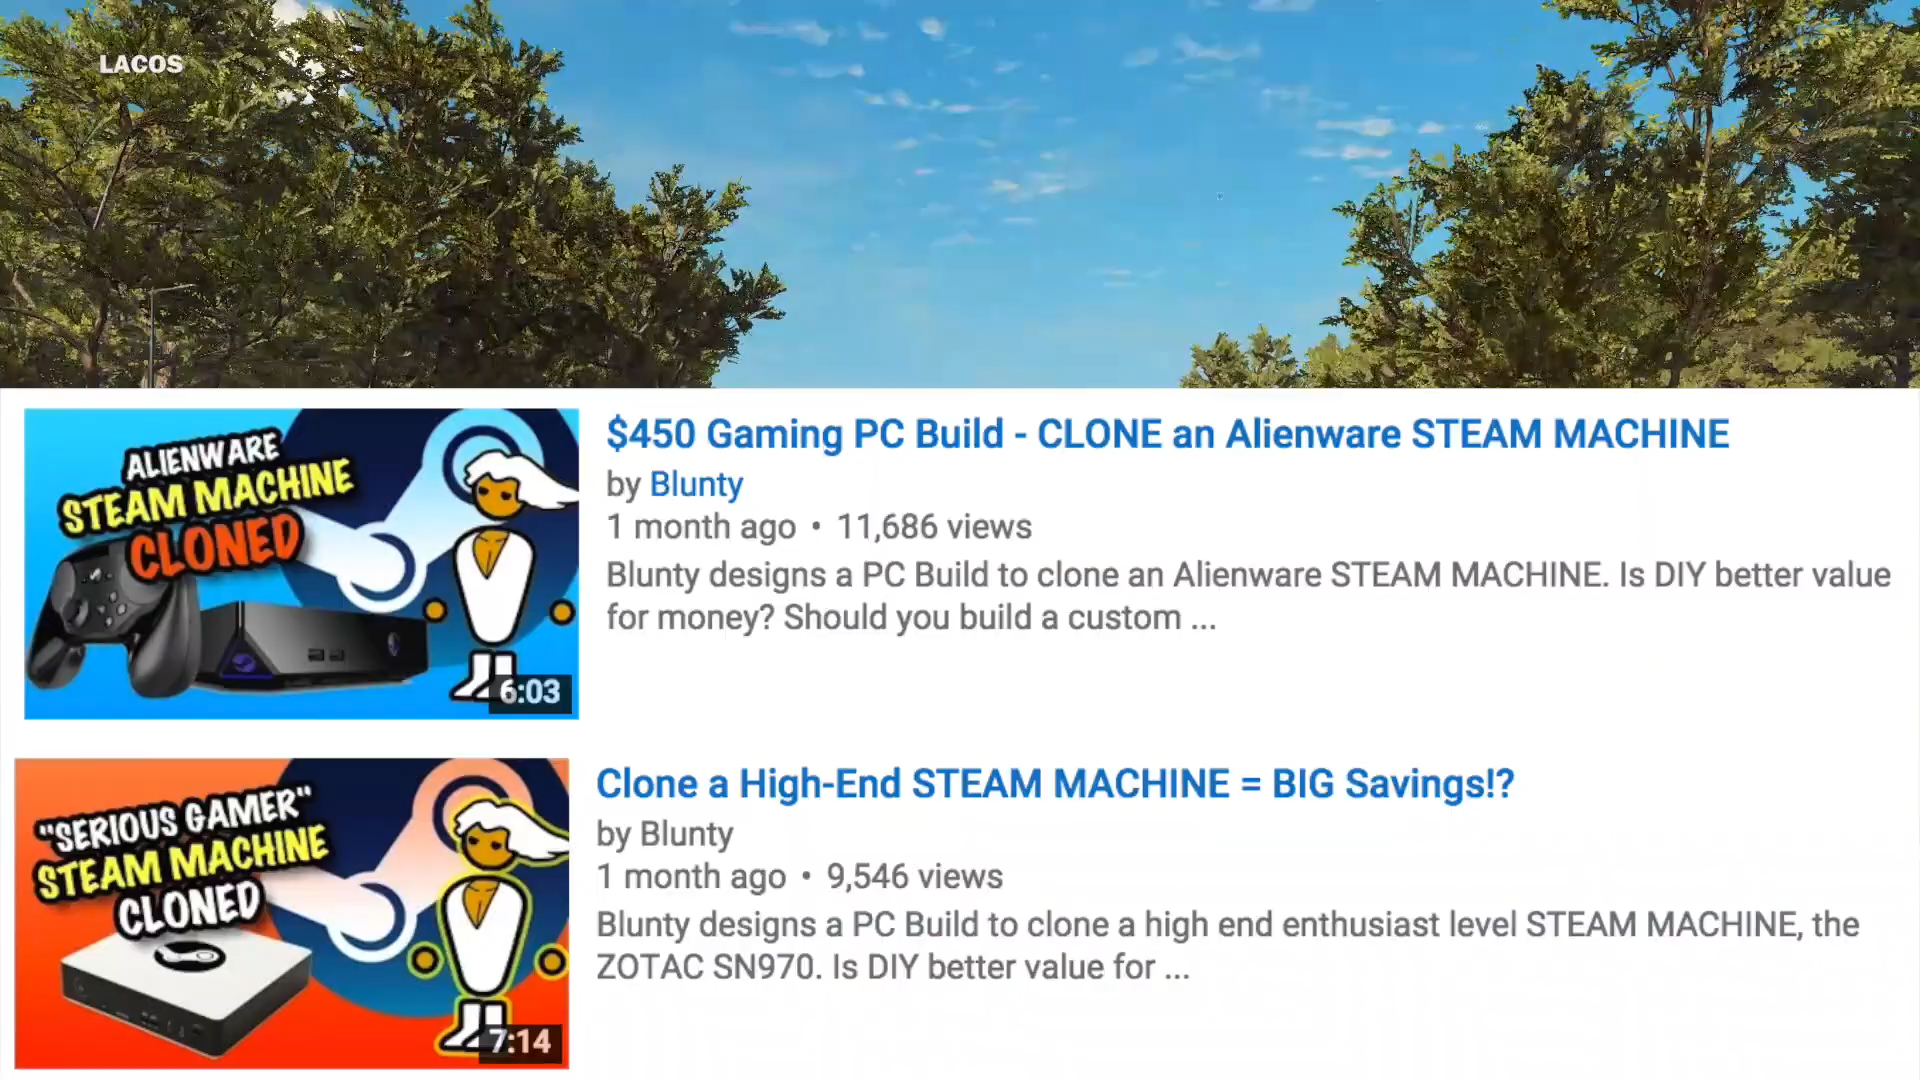 LACOS
ALIENWARE
STEAM MACHINE
CLONED
6:03
$450 Gaming PC Build - CLONE an Alienware STEAM MACHINE
by Blunty
1 month ago • 11,686 views
Blunty designs a PC Build to clone an Alienware STEAM MACHINE. Is DIY better value
for money? Should you build a custom ...
"SERIOUS GAMER"
STEAM MACHINE
CLONED
7:14
Clone a High-End STEAM MACHINE = BIG Savings!?
by Blunty
1 month ago • 9,546 views
Blunty designs a PC Build to clone a high end enthusiast level STEAM MACHINE, the
ZOTAC SN970. Is DIY better value for ...